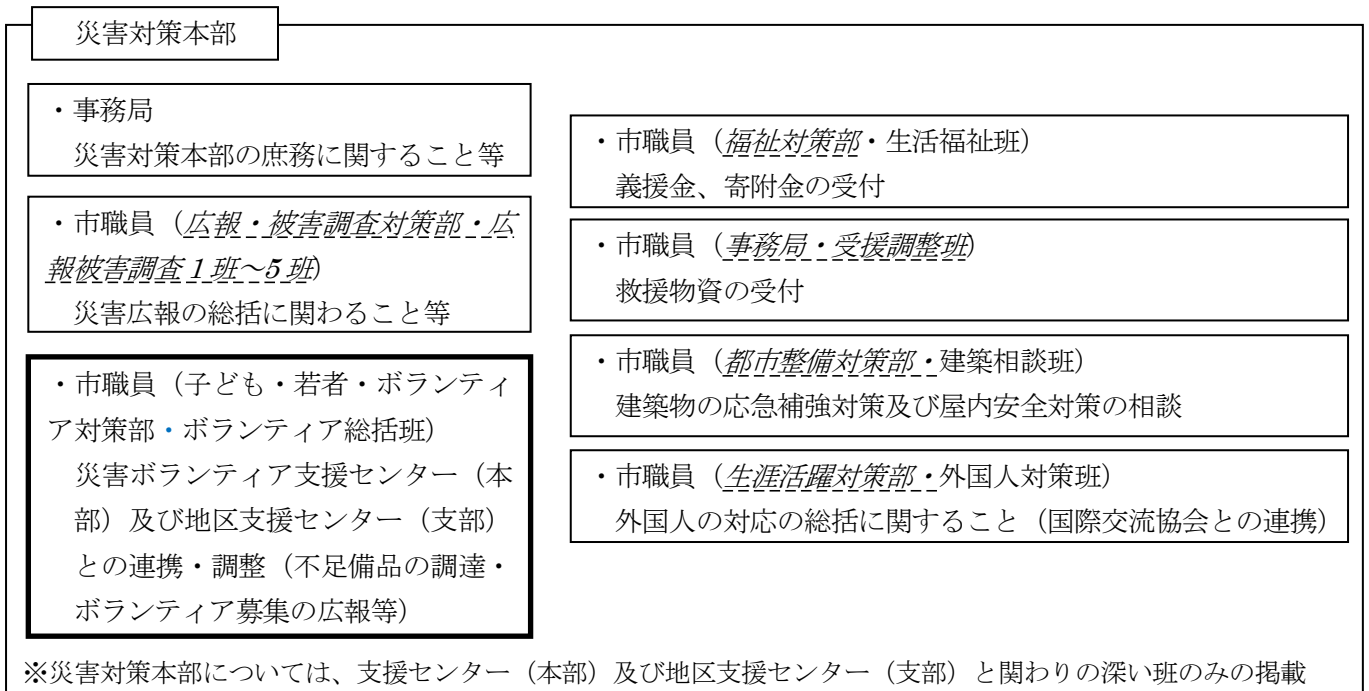 災害対策本部
・事務局
災害対策本部の庶務に関すること等
・市職員（広報・被害調査対策部・広
報被害調査１班～5 班）
災害広報の総括に関わること等
・市職員（子ども・若者・ボランティ
ア対策部・ボランティア総括班）
災害ボランティア支援センター（本
部）及び地区支援センター（支部）
との連携・調整（不足備品の調達・
ボランティア募集の広報等）
・市職員（福祉対策部・生活福祉班）
義援金、寄附金の受付
・市職員（事務局・受援調整班）
救援物資の受付
・市職員（都市整備対策部・建築相談班）
建築物の応急補強対策及び屋内安全対策の相談
・市職員（生涯活躍対策部・外国人対策班）
外国人の対応の総括に関すること（国際交流協会との連携）
※災害対策本部については、支援センター（本部）及び地区支援センター（支部）と関わりの深い班のみの掲載